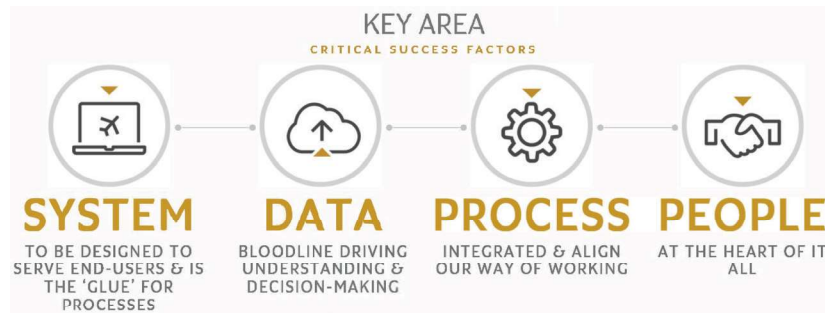 KEY AREA
CRITICAL SUCCESS FACTORS
SYSTEM
TO BE DESIGNED TO
SERVE END-USERS & IS
THE ‘GLUE’ FOR
PROCESSES
DATA
BLOODLINE DRIVING
UNDERSTANDING &
DECISION-MAKING
PROCESS
INTEGRATED & ALIGN
OUR WAY OF WORKING
PEOPLE
AT THE HEART OF IT
ALL